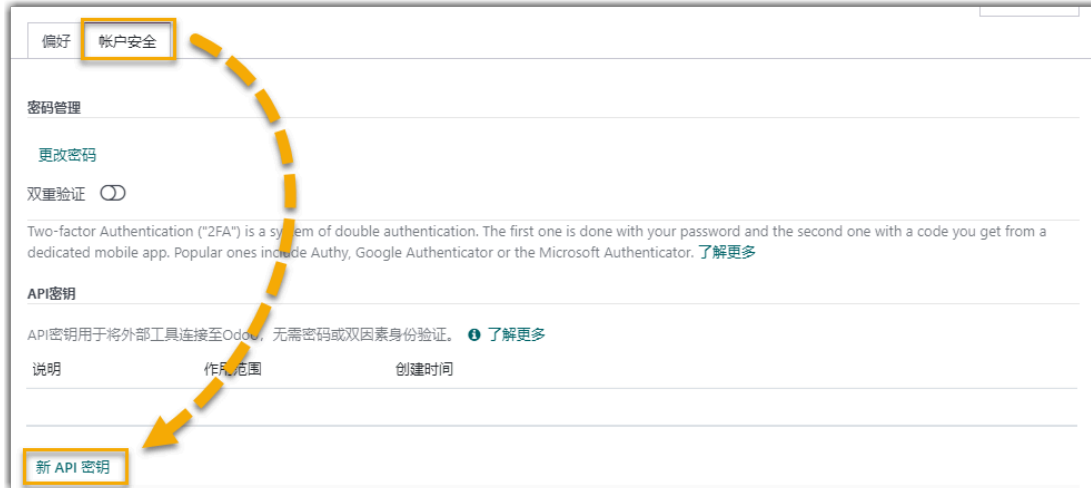 偏好 帐户安全
密码管理
更改密码
双重验证
Two-factor Authentication ("2FA") is a system of double authentication. The first one is done with your password and the second one with a code you get from a
dedicated mobile app. Popular ones include Authy, Google Authenticator or the Microsoft Authenticator. 了解更多
API密钥
API密钥用于将外部工具连接至Odoo，无需密码或双因素身份验证。 了解更多
说明 作用范围 创建时间
新 API 密钥